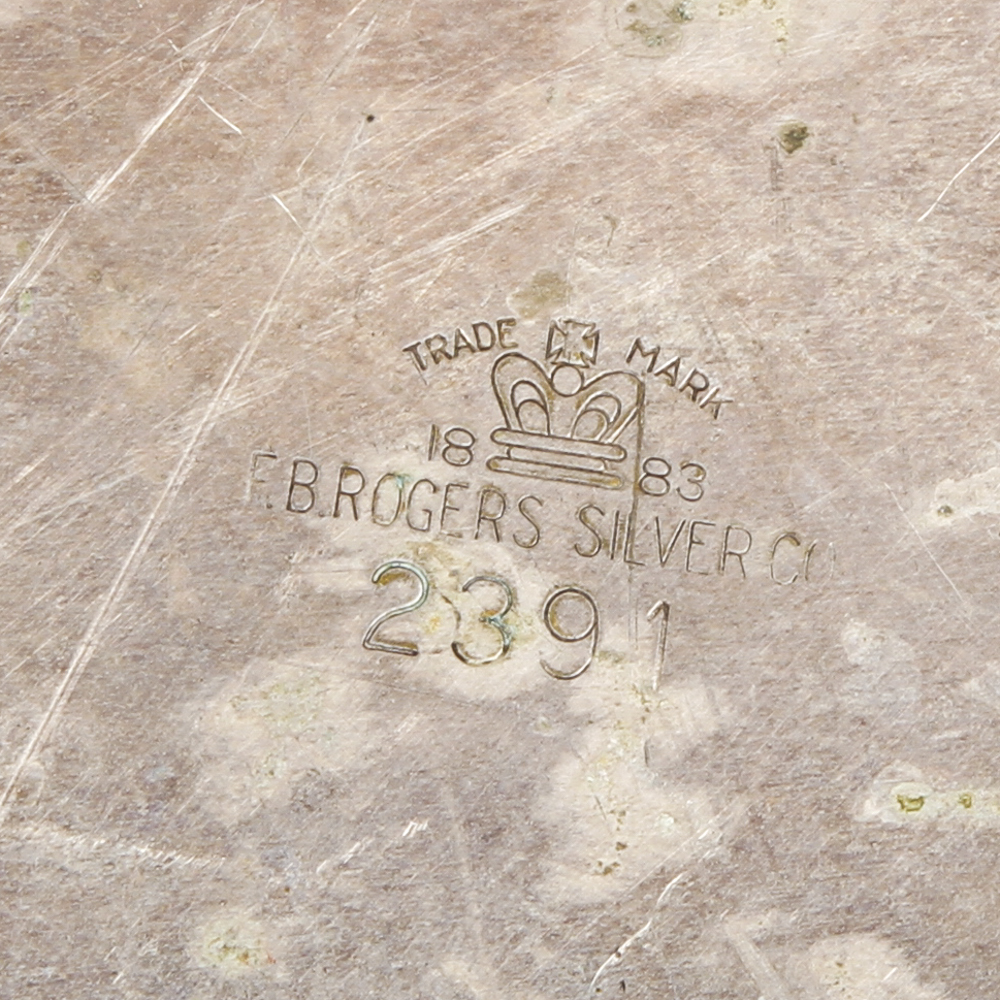 TRADE MARK
18 83
F.B.ROGERS SILVER CO
2391